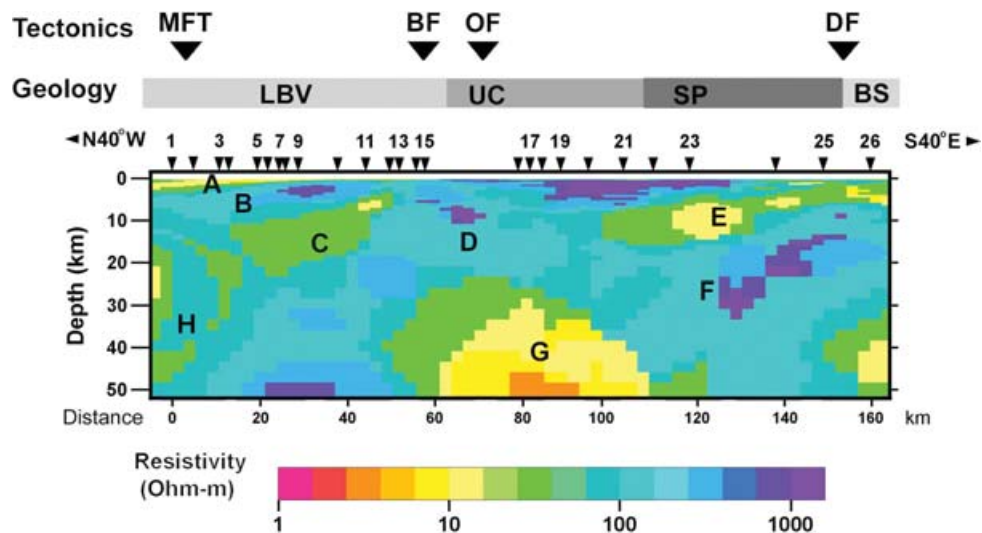 Tectonics MFT BF OF DF
Geology LBV UC SP BS
◄ N40°W 1 3 5 7 9 11 13 15 17 19 21 23 25 26 S40°E ►
Depth (km)
0
10
20
30
40
50
A
B
C
D
E
F
G
H
Distance 0 20 40 60 80 100 120 140 160 km
Resistivity
(Ohm-m)
1 10 100 1000